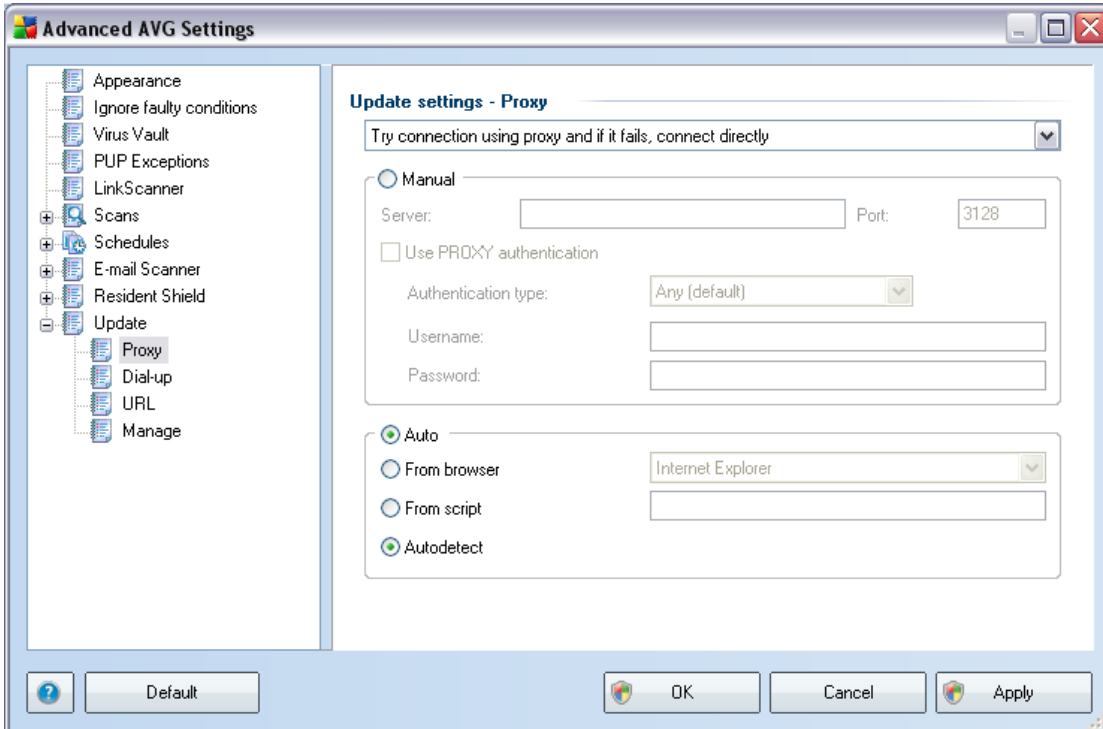 Advanced AVG Settings
Appearance
Ignore faulty conditions
Virus Vault
PUP Exceptions
LinkScanner
Scans
Schedules
E-mail Scanner
Resident Shield
Update
Proxy
Dial-up
URL
Manage
Update settings - Proxy
Try connection using proxy and if it fails, connect directly
Manual
Server: Port: 3128
Use PROXY authentication
Authentication type: Any (default)
Username:
Password:
Auto
From browser Internet Explorer
From script
Autodetect
? Default OK Cancel Apply